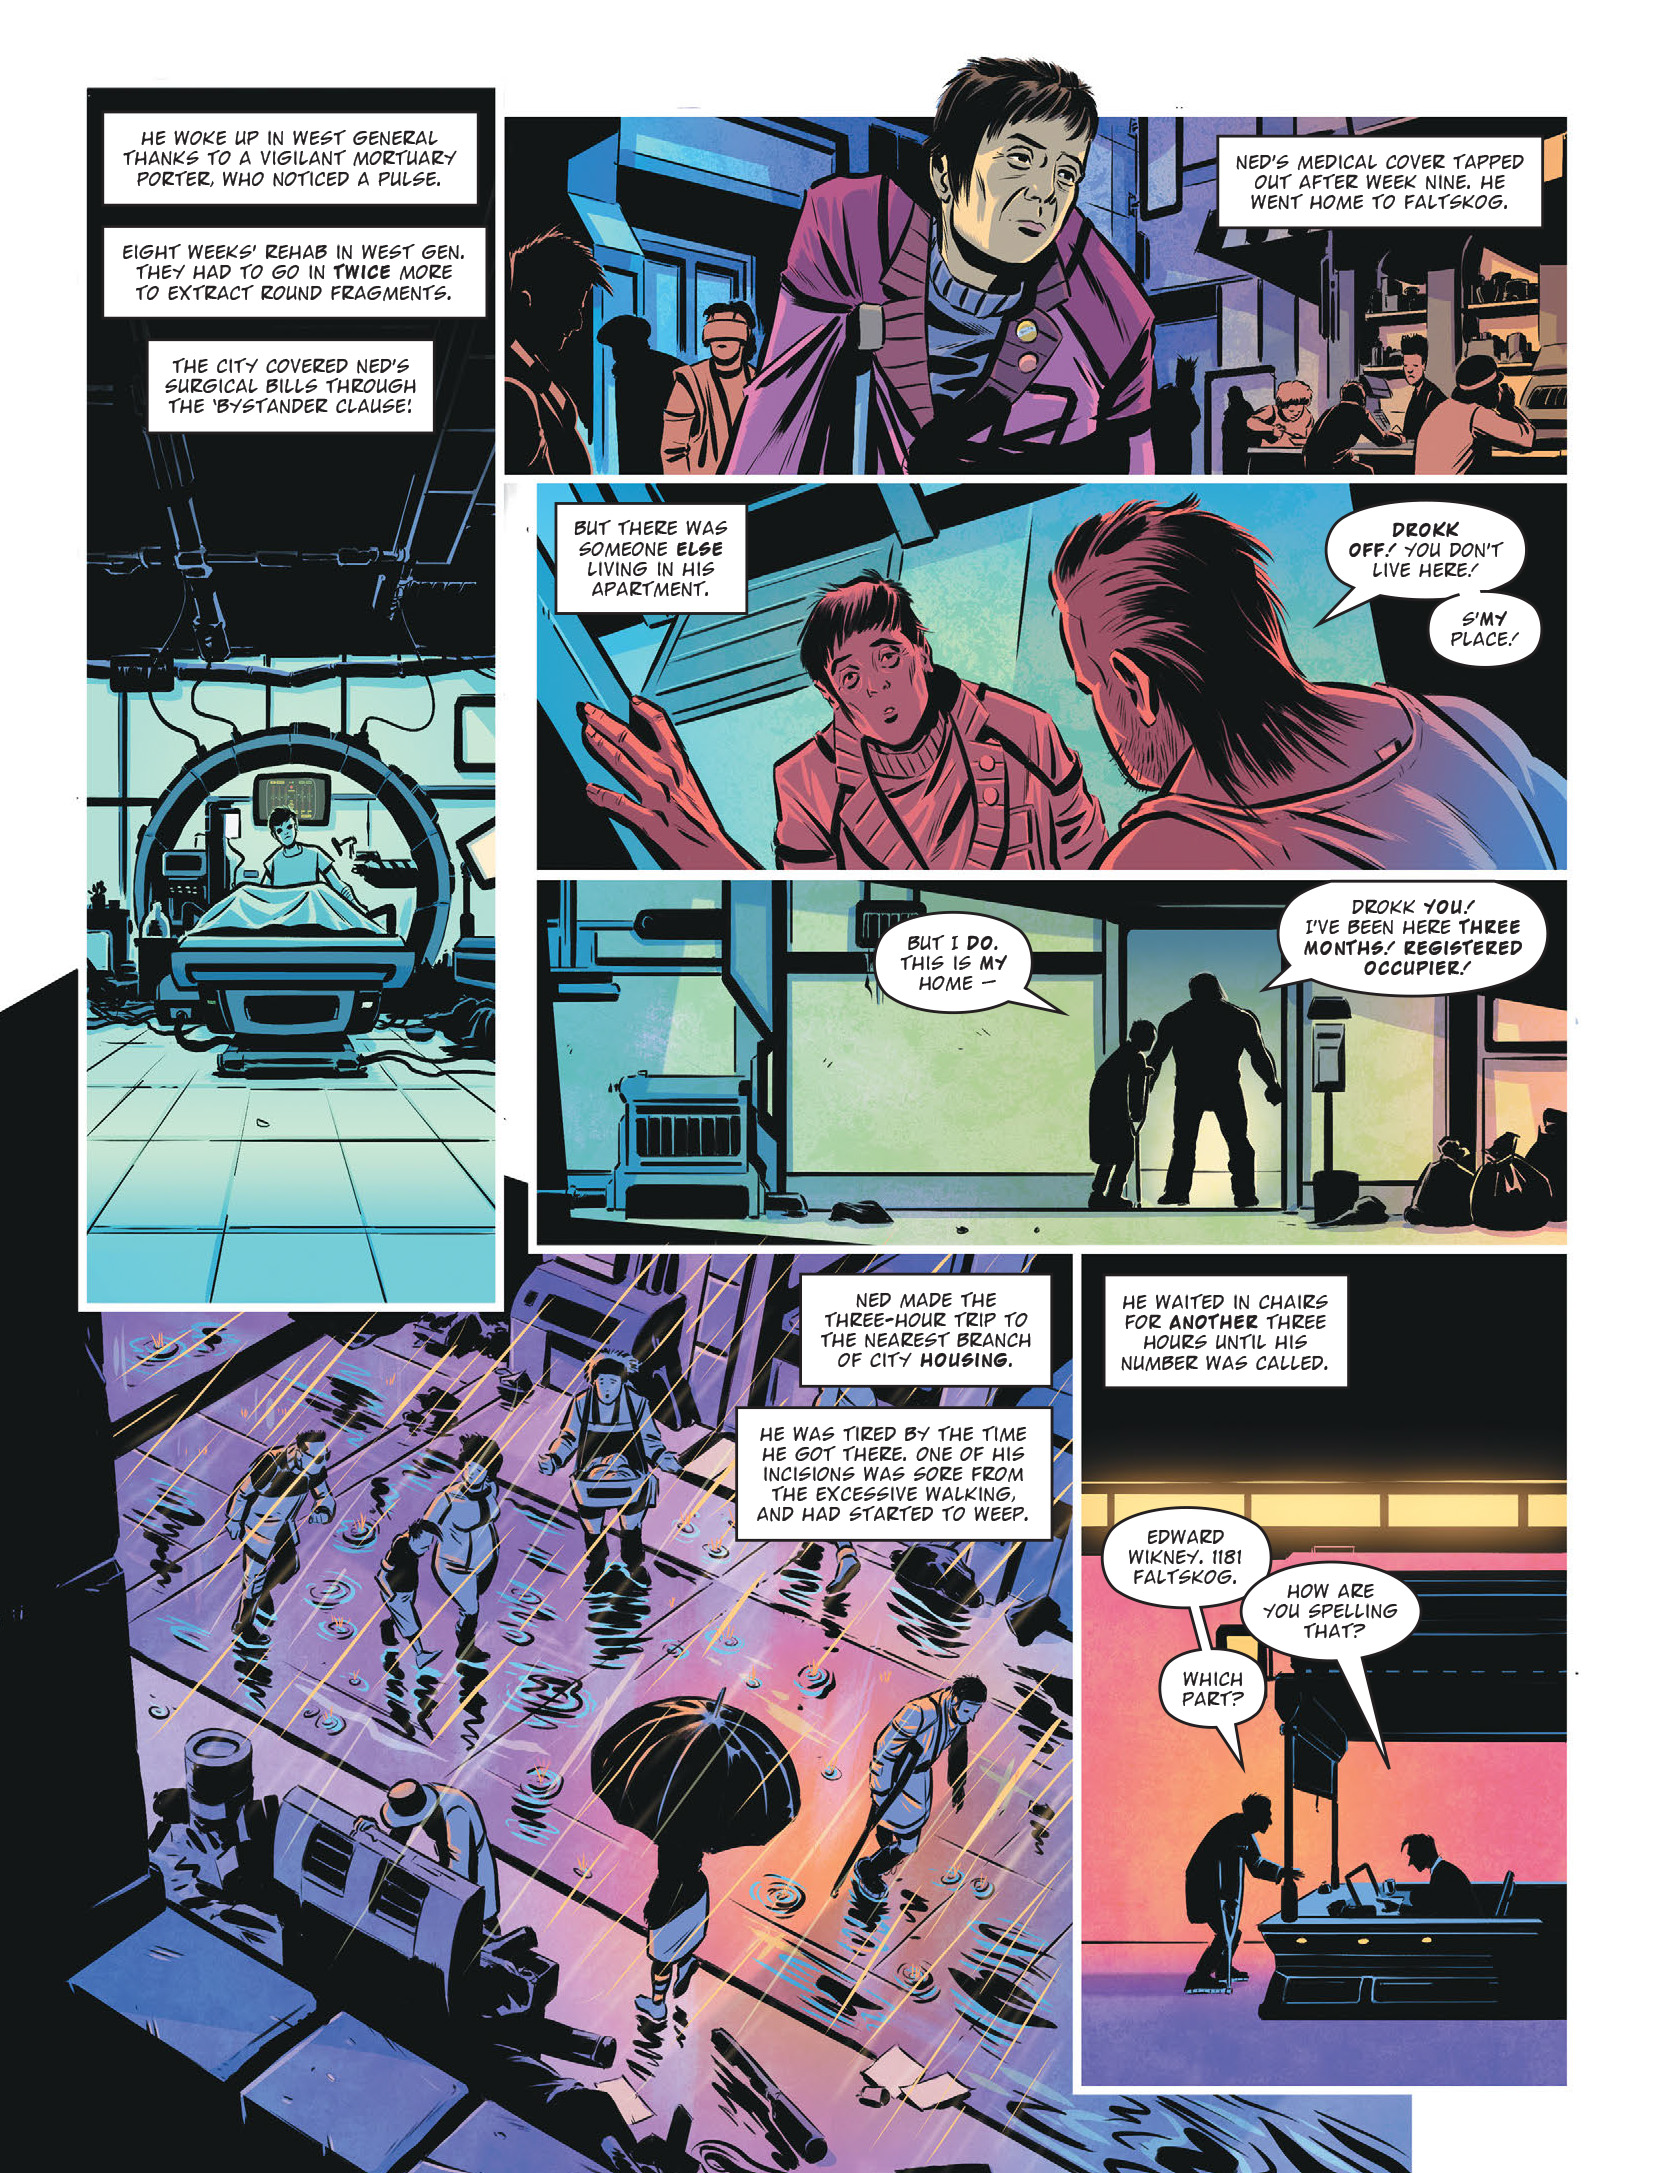 HE WOKE UP IN WEST GENERAL
THANKS TO A VIGILANT MORTUARY
PORTER, WHO NOTICED A PULSE.
EIGHT WEEKS' REHAB IN WEST GEN.
THEY HAD TO GO IN TWICE MORE
TO EXTRACT ROUND FRAGMENTS.
THE CITY COVERED NED'S
SURGICAL BILLS THROUGH
THE 'BYSTANDER CLAUSE!
NED'S MEDICAL COVER TAPPED
OUT AFTER WEEK NINE. HE
WENT HOME TO FALTSKOG.
BUT THERE WAS
SOMEONE ELSE
LIVING IN HIS
APARTMENT.
DROKK
OFF! YOU DON'T
LIVE HERE!
S'MY
PLACE!
BUT I DO.
THIS IS MY
HOME –
DROKK YOU!
I'VE BEEN HERE THREE
MONTHS! REGISTERED
OCCUPIER!
NED MADE THE
THREE-HOUR TRIP TO
THE NEAREST BRANCH
OF CITY HOUSING.
HE WAS TIRED BY THE TIME
HE GOT THERE. ONE OF HIS
INCISIONS WAS SORE FROM
THE EXCESSIVE WALKING,
AND HAD STARTED TO WEEP.
HE WAITED IN CHAIRS
FOR ANOTHER THREE
HOURS UNTIL HIS
NUMBER WAS CALLED.
EDWARD
WIKNEY. 1181
FALTSKOG.
HOW ARE
YOU SPELLING
THAT?
WHICH
PART?